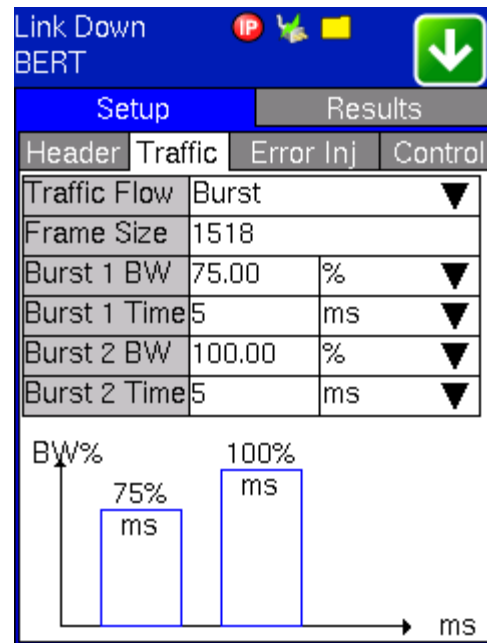 Link Down
IP
BERT
Setup Results
Header Traffic Error Inj Control
Traffic Flow Burst
Frame Size 1518
Burst 1 BW 75.00 %
Burst 1 Time 5 ms
Burst 2 BW 100.00 %
Burst 2 Time 5 ms
BW% 100%
75% ms
ms
ms